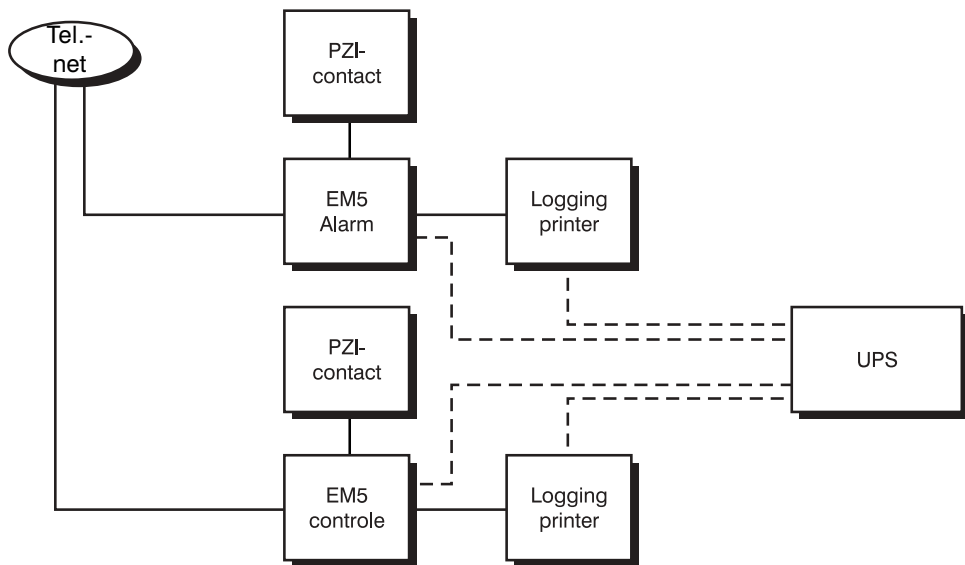 Tel.-
net
PZI-
contact
EM5
Alarm
Logging
printer
PZI-
contact
UPS
EM5
controle
Logging
printer